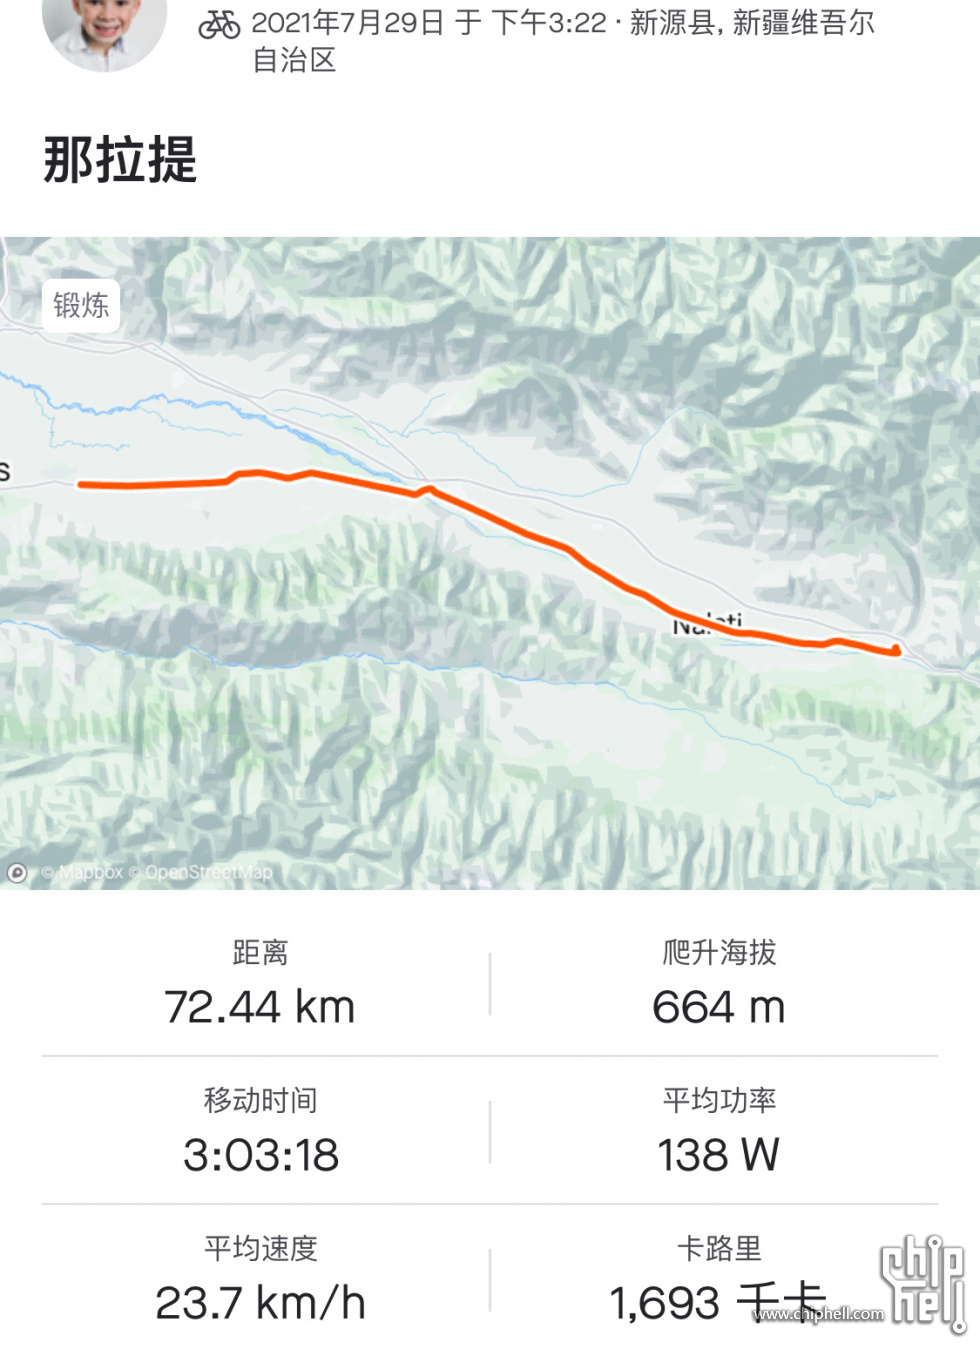 2021年7月29日 于 下午3:22 · 新源县, 新疆维吾尔
自治区
那拉提
锻炼
s
Nalati
© Mapbox © OpenStreetMap
距离
爬升海拔
72.44 km
664 m
移动时间
平均功率
3:03:18
138 W
平均速度
卡路里
23.7 km/h
1,693 千卡
chip
hell
www.chiphell.com